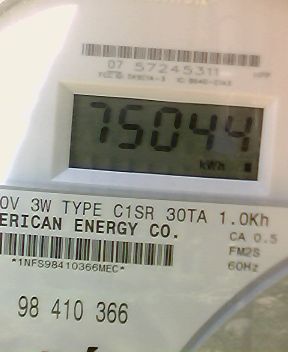 07 57245311
75044
kWh
0V 3W TYPE C1SR 30TA 1.0Kh
ERICAN ENERGY CO.
CA 0.5
FM2S
60Hz
*1NFS98410366MEC*
98 410 366